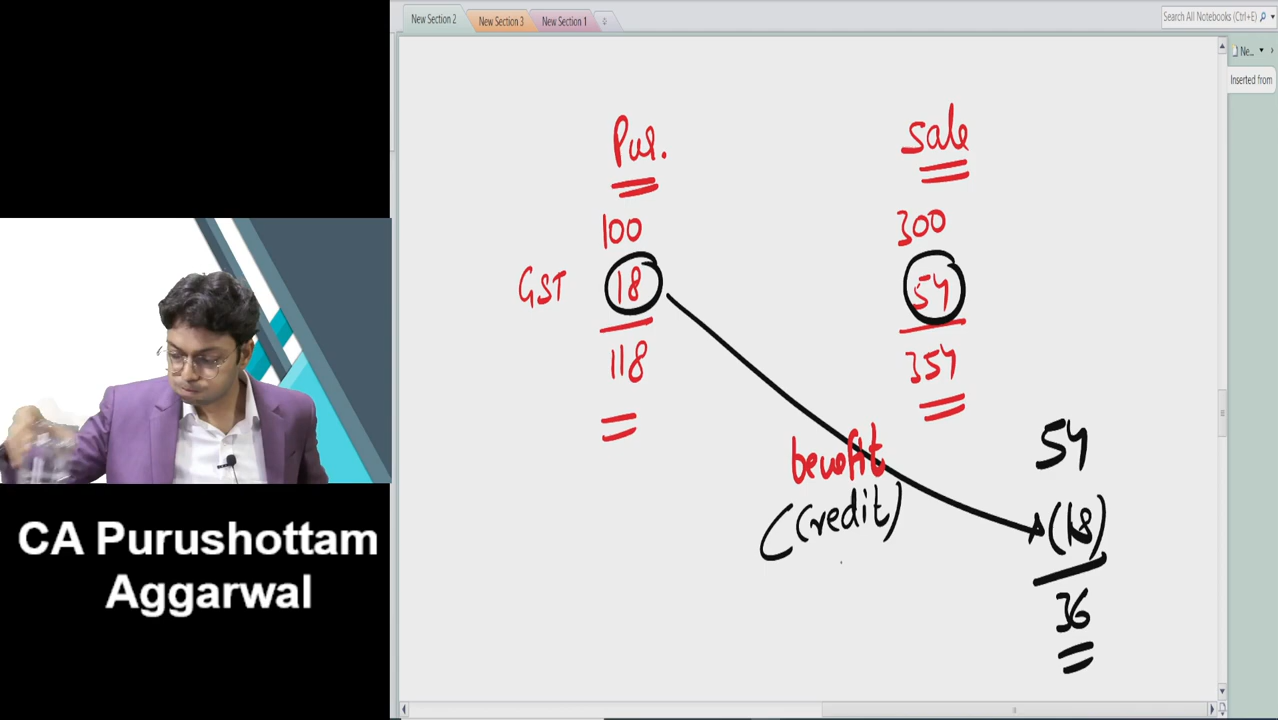 New Section 2
New Section 3
New Section 1
Search All Notebooks (Ctrl+E)
Ne...
Inserted from
Pur.
Sale
100
300
GST
18
54
118
354
benefit
(Credit)
54
(18)
36
CA Purushottam
Aggarwal